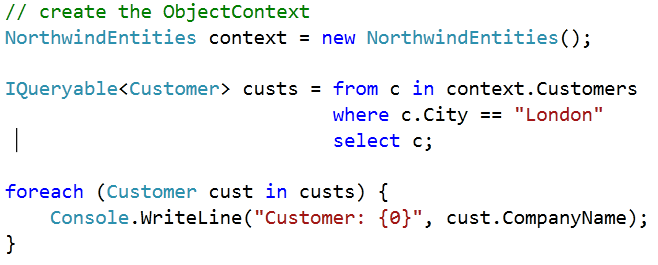 // create the ObjectContext
NorthwindEntities context = new NorthwindEntities();
IQueryable<Customer> custs = from c in context.Customers
where c.City == "London"
select c;
foreach (Customer cust in custs) {
Console.WriteLine("Customer: {0}", cust.CompanyName);
}